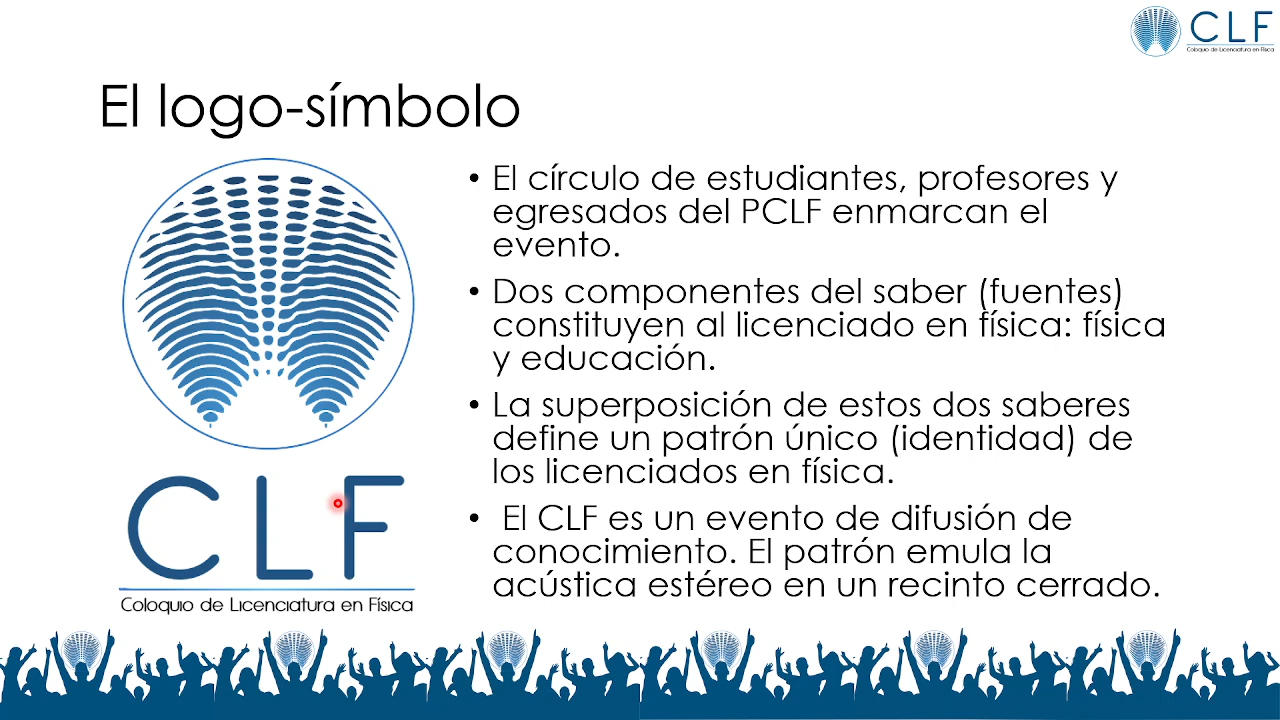 CLF
Coloquio de Licenciatura en Física
El logo-símbolo
• El círculo de estudiantes, profesores y
egresados del PCLF enmarcan el
evento.
• Dos componentes del saber (fuentes)
constituyen al licenciado en física: física
y educación.
• La superposición de estos dos saberes
define un patrón único (identidad) de
los licenciados en física.
• El CLF es un evento de difusión de
conocimiento. El patrón emula la
acústica estéreo en un recinto cerrado.
CLF
Coloquio de Licenciatura en Física